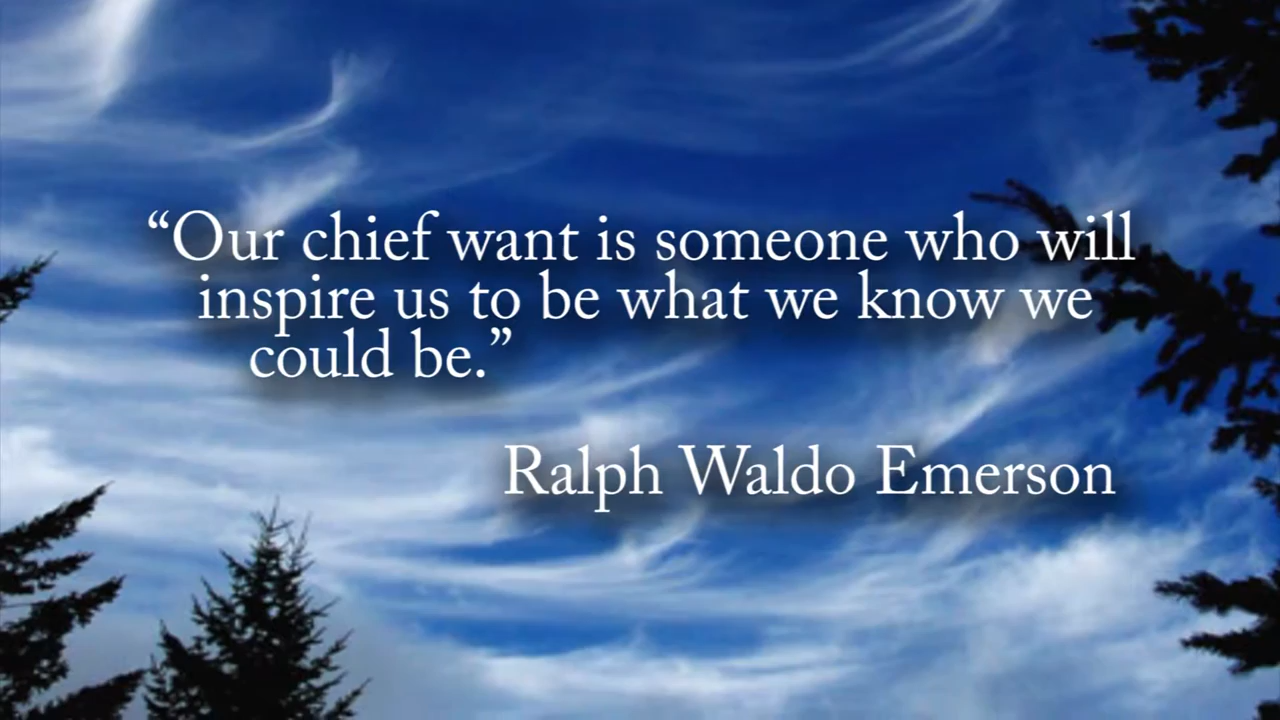 “Our chief want is someone who will
inspire us to be what we know we
could be.”
Ralph Waldo Emerson